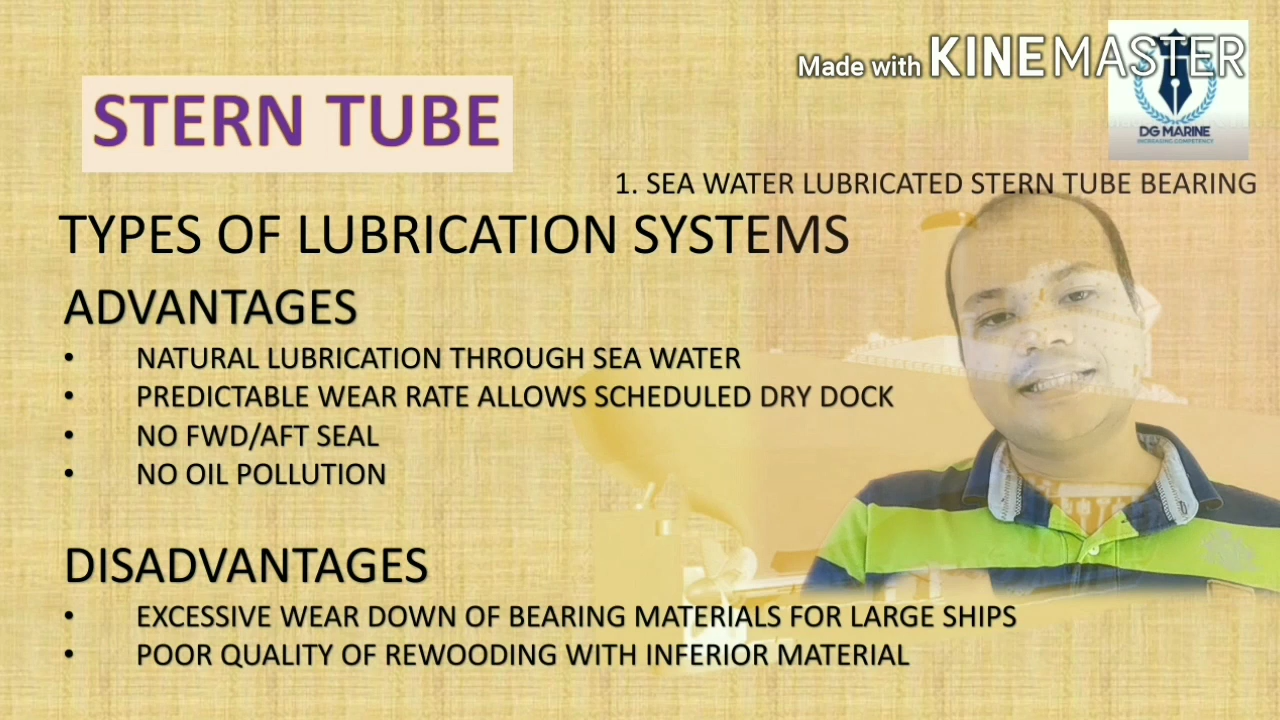 Made with KINEMASTER
STERN TUBE
DG MARINE
INCREASING COMPETENCY
1. SEA WATER LUBRICATED STERN TUBE BEARING
TYPES OF LUBRICATION SYSTEMS
ADVANTAGES
• NATURAL LUBRICATION THROUGH SEA WATER
• PREDICTABLE WEAR RATE ALLOWS SCHEDULED DRY DOCK
• NO FWD/AFT SEAL
• NO OIL POLLUTION
DISADVANTAGES
• EXCESSIVE WEAR DOWN OF BEARING MATERIALS FOR LARGE SHIPS
• POOR QUALITY OF REWOODING WITH INFERIOR MATERIAL